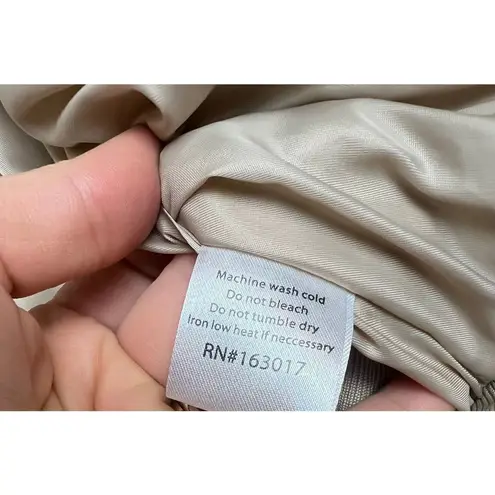 Machine wash cold
Do not bleach
Do not tumble dry
Iron low heat if neccessary
RN#163017